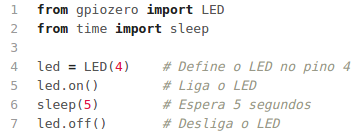 1 from gpiozero import LED
2 from time import sleep
3
4 led = LED(4)    # Define o LED no pino 4
5 led.on()        # Liga o LED
6 sleep(5)        # Espera 5 segundos
7 led.off()       # Desliga o LED